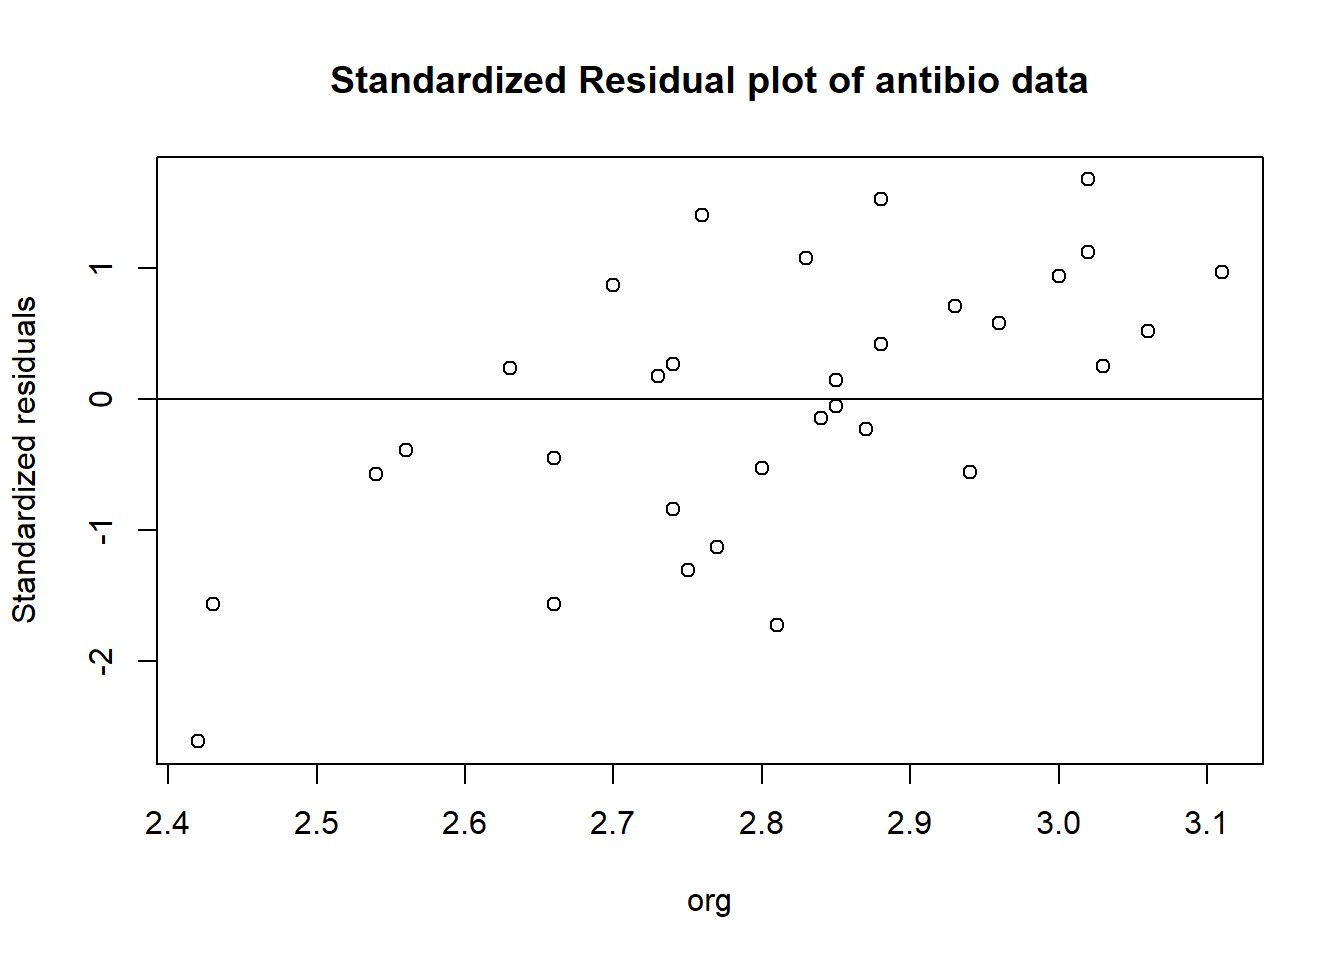 Standardized Residual plot of antibio data
Standardized residuals
1
0
-1
-2
2.4 2.5 2.6 2.7 2.8 2.9 3.0 3.1
org